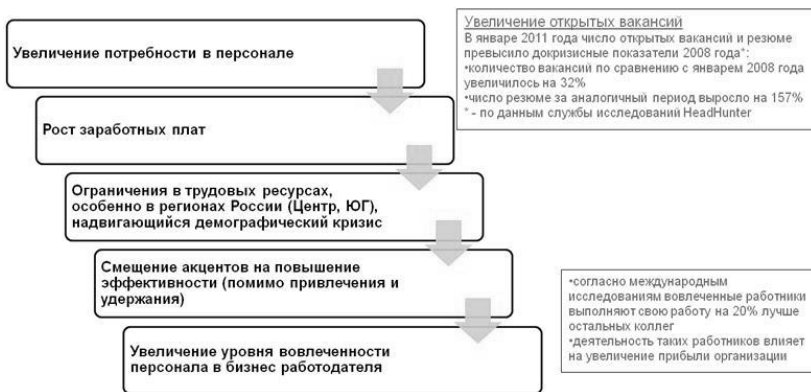 Увеличение потребности в персонале
Увеличение открытых вакансий
В январе 2011 года число открытых вакансий и резюме
превысило докризисные показатели 2008 года*:
•количество вакансий по сравнению с январем 2008 года
увеличилось на 32%
•число резюме за аналогичный период выросло на 157%
* - по данным службы исследований HeadHunter
Рост заработных плат
Ограничения в трудовых ресурсах,
особенно в регионах России (Центр, ЮГ),
надвигающийся демографический кризис
Смещение акцентов на повышение
эффективности (помимо привлечения и
удержания)
Увеличение уровня вовлеченности
персонала в бизнес работодателя
•согласно международным
исследованиям вовлеченные работники
выполняют свою работу на 20% лучше
остальных коллег
•деятельность таких работников влияет
на увеличение прибыли организации